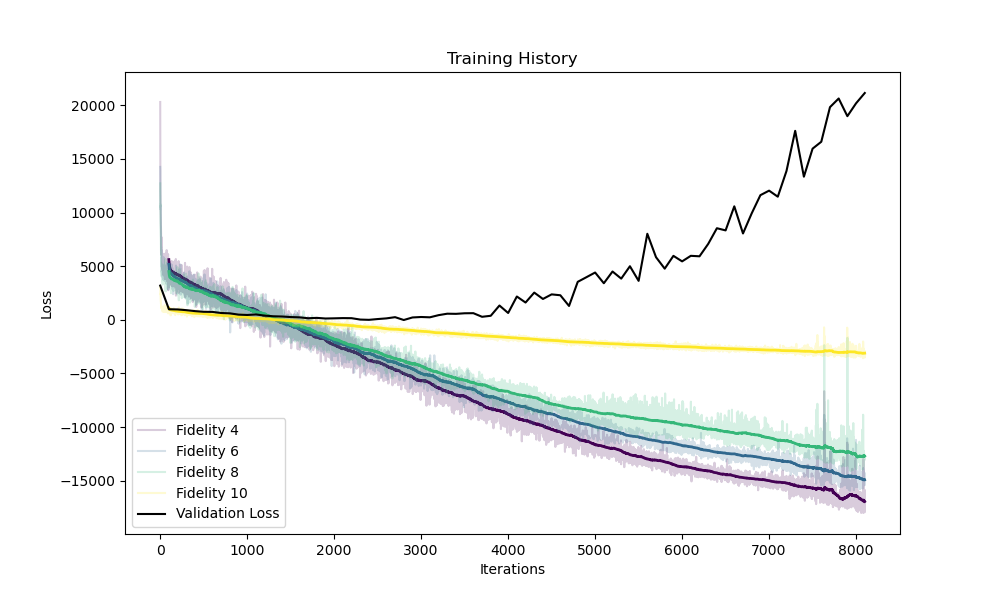 Training History
Loss
20000
15000
10000
5000
0
−5000
−10000
−15000
Fidelity 4
Fidelity 6
Fidelity 8
Fidelity 10
Validation Loss
0 1000 2000 3000 4000 5000 6000 7000 8000
Iterations